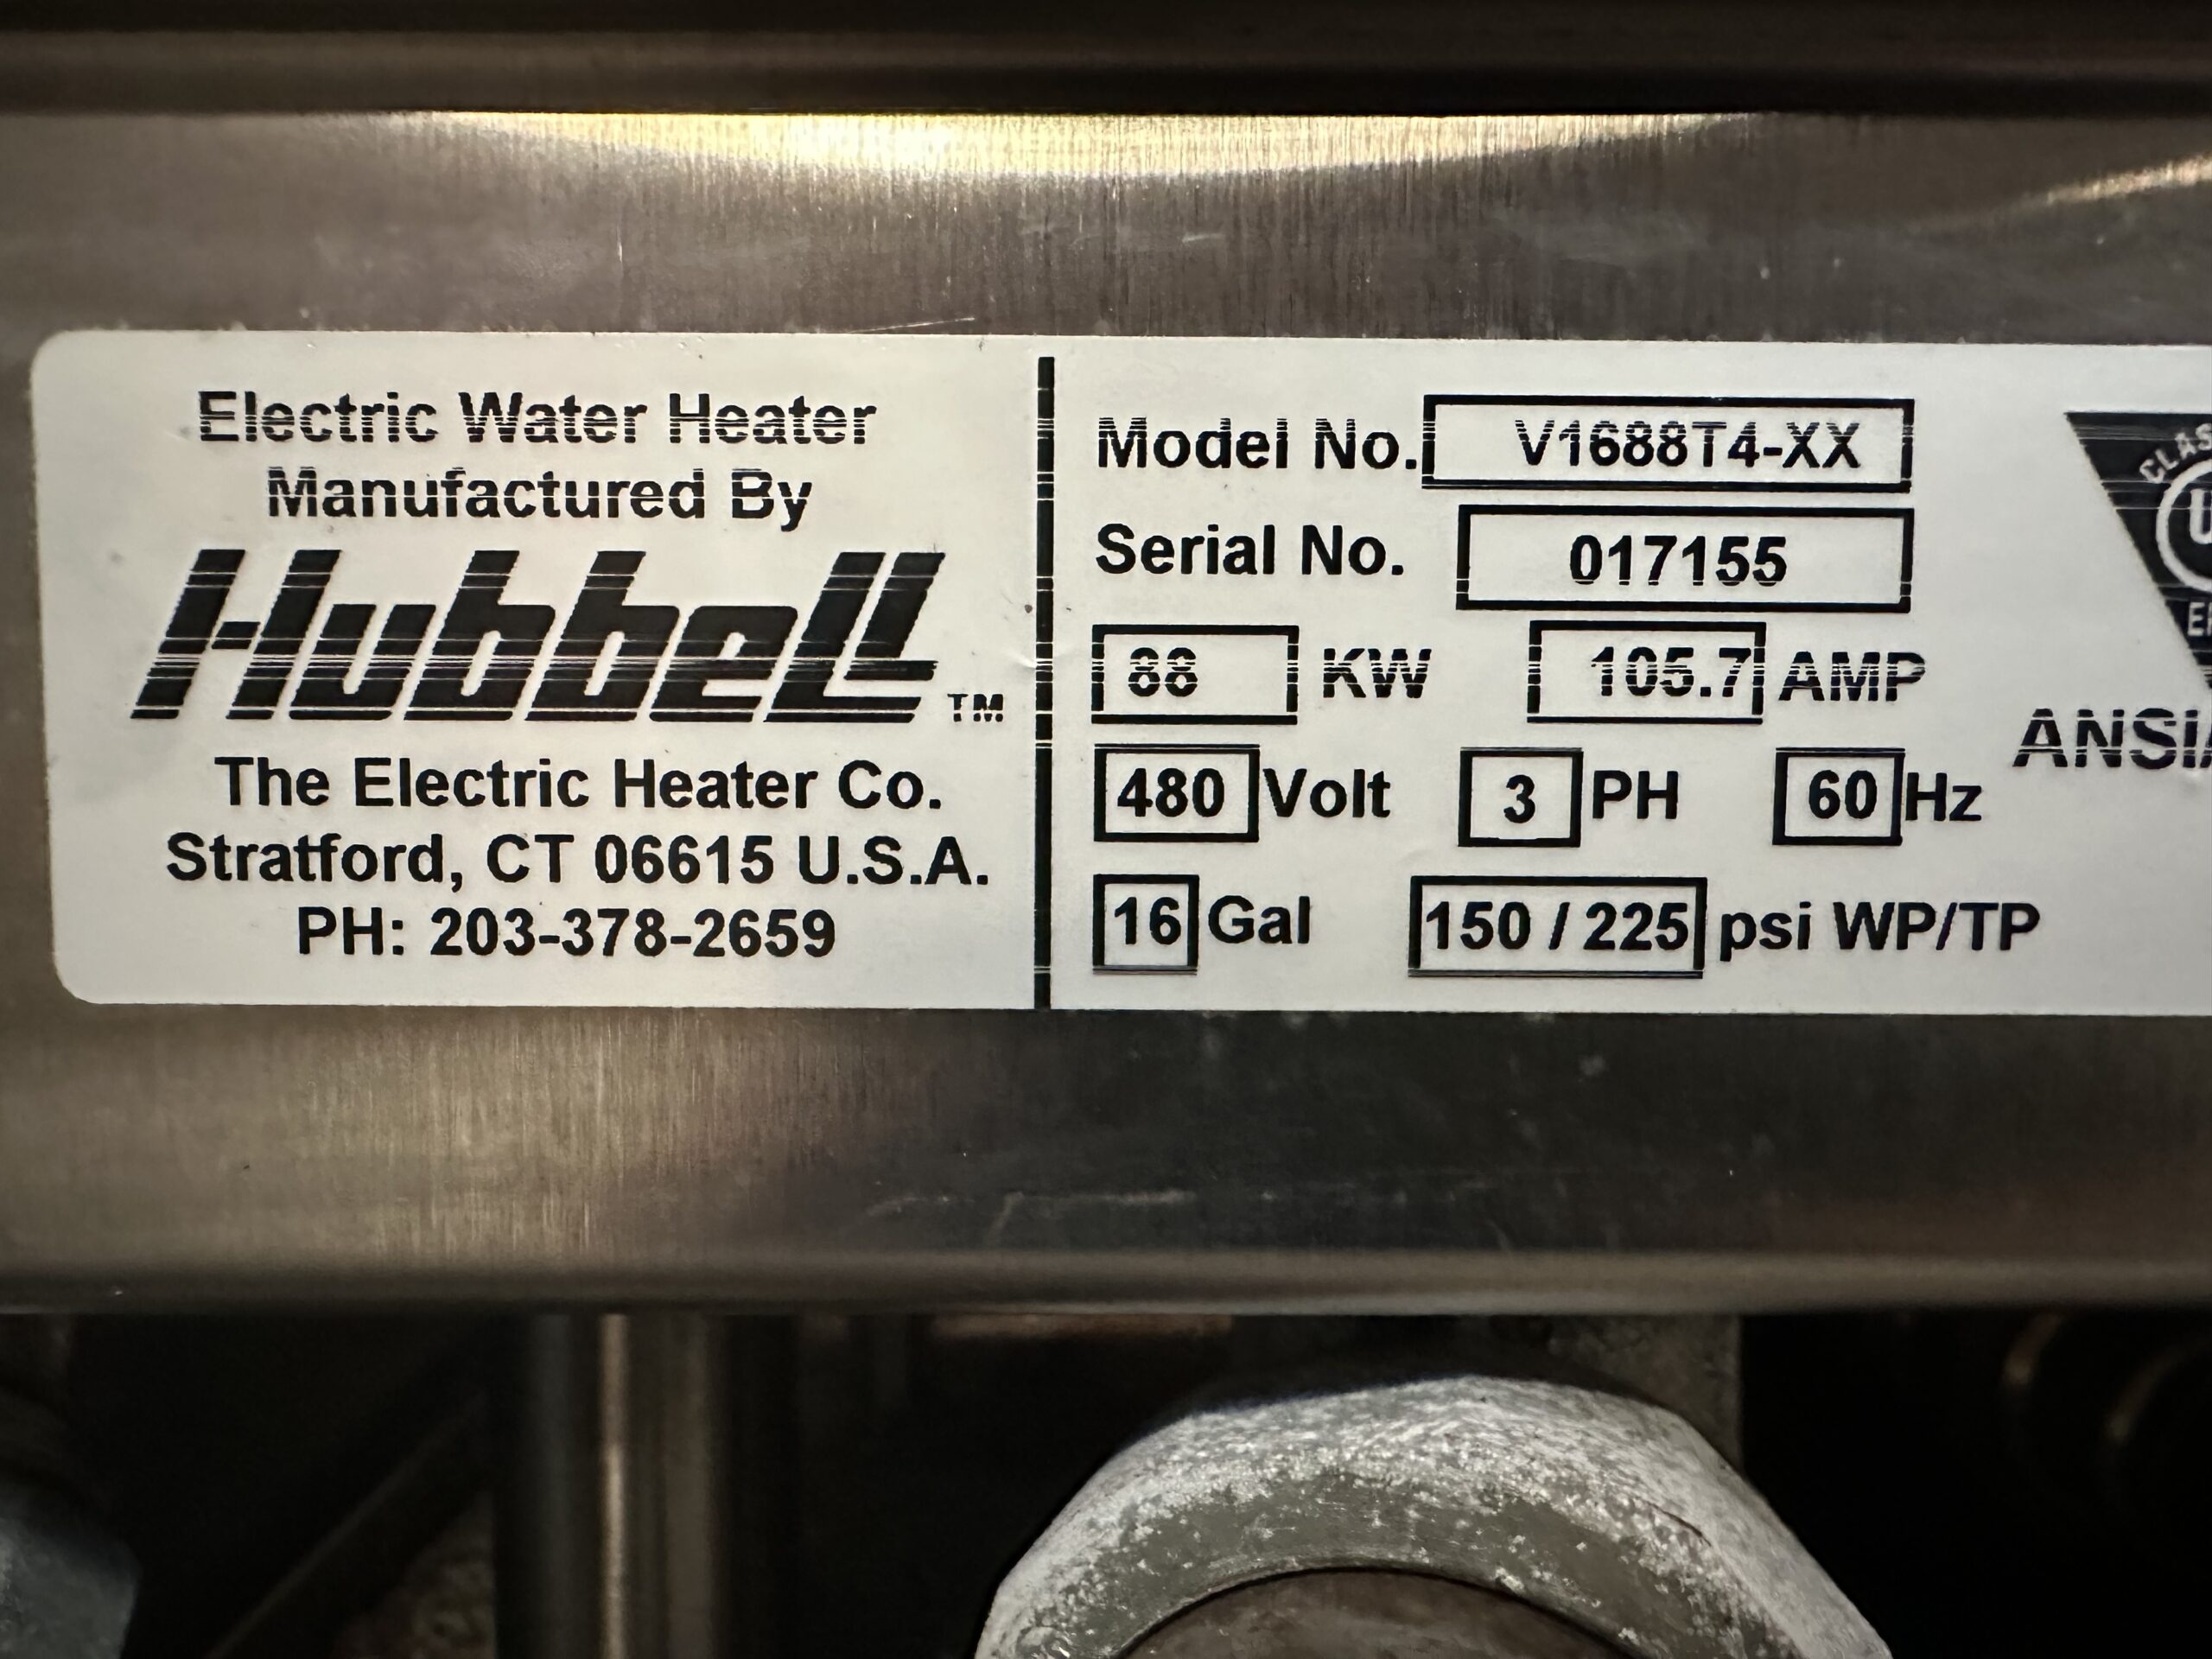 Electric Water Heater
Manufactured By
Hubbell™
The Electric Heater Co.
Stratford, CT 06615 U.S.A.
PH: 203-378-2659
Model No. V1688T4-XX
Serial No. 017155
88 KW 105.7 AMP
480 Volt 3 PH 60 Hz
16 Gal 150 / 225 psi WP/TP
ANSI